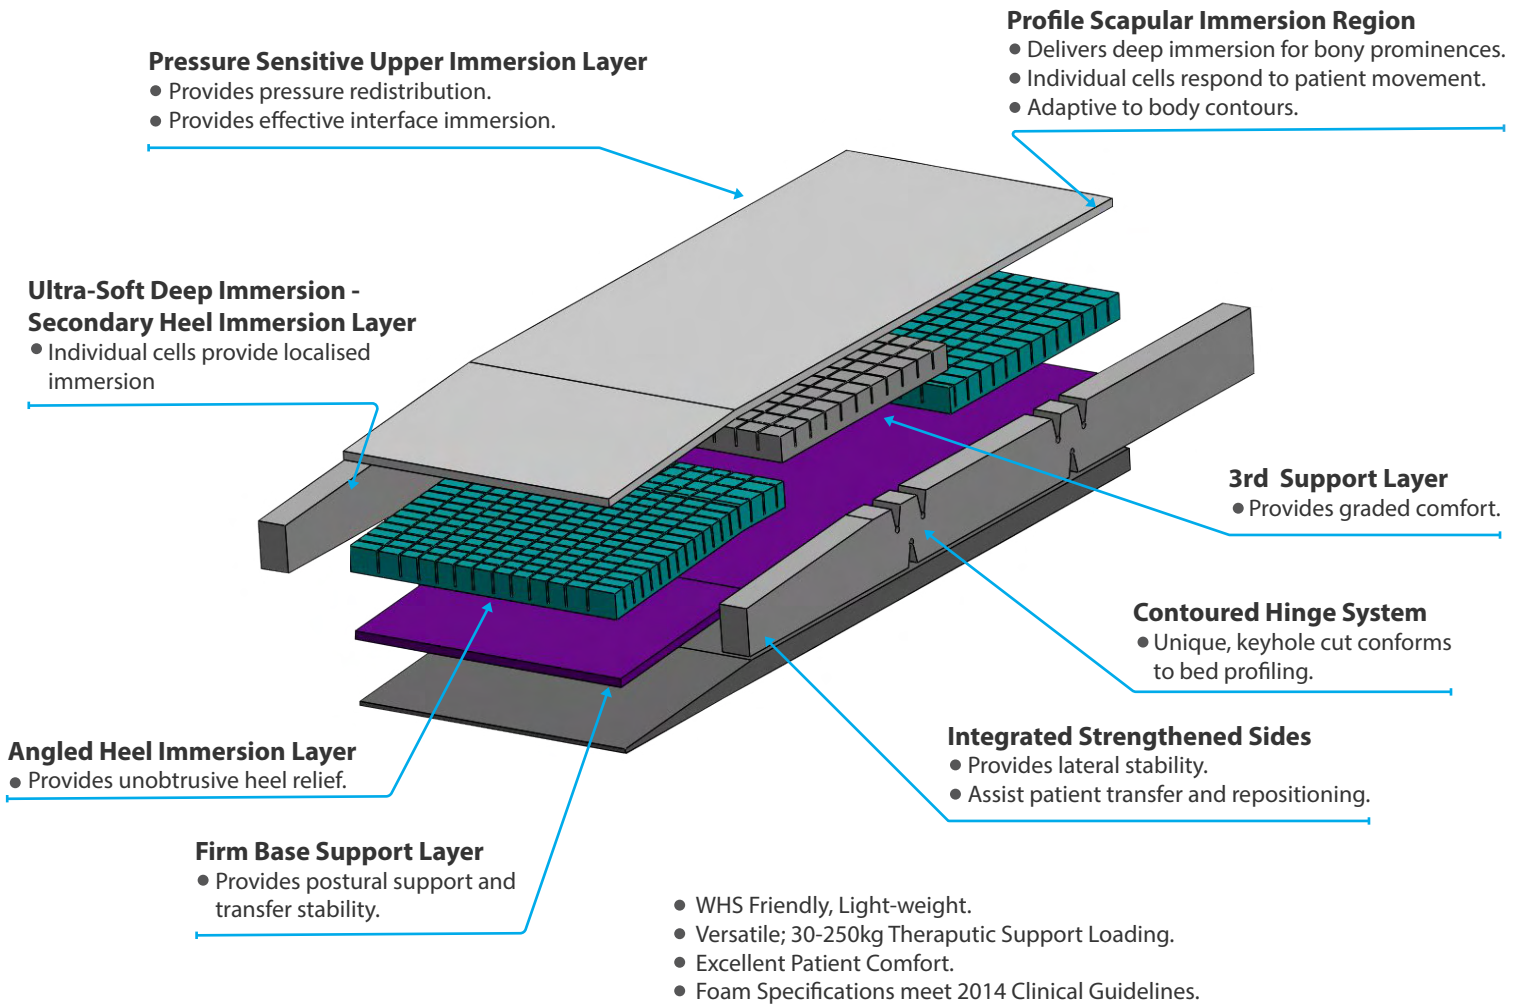 Profile Scapular Immersion Region
● Delivers deep immersion for bony prominences.
● Individual cells respond to patient movement.
● Adaptive to body contours.
Pressure Sensitive Upper Immersion Layer
● Provides pressure redistribution.
● Provides effective interface immersion.
Ultra-Soft Deep Immersion -
Secondary Heel Immersion Layer
● Individual cells provide localised
immersion
3rd Support Layer
● Provides graded comfort.
Contoured Hinge System
● Unique, keyhole cut conforms
to bed profiling.
Integrated Strengthened Sides
● Provides lateral stability.
● Assist patient transfer and repositioning.
Angled Heel Immersion Layer
● Provides unobtrusive heel relief.
Firm Base Support Layer
● Provides postural support and
transfer stability.
● WHS Friendly, Light-weight.
● Versatile; 30-250kg Theraputic Support Loading.
● Excellent Patient Comfort.
● Foam Specifications meet 2014 Clinical Guidelines.